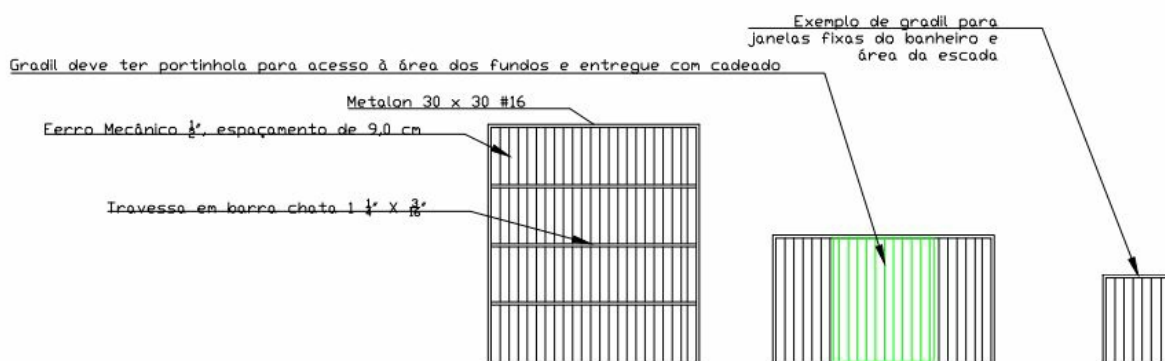 Exemplo de gradil para
janelas fixas do banheiro e
área da escada
Gradil deve ter portinhola para acesso à área dos fundos e entregue com cadeado
Metalon 30 x 30 #16
Ferro Mecânico ½", espaçamento de 9,0 cm
Travessa em barra chata 1 ¼" X 3/16"